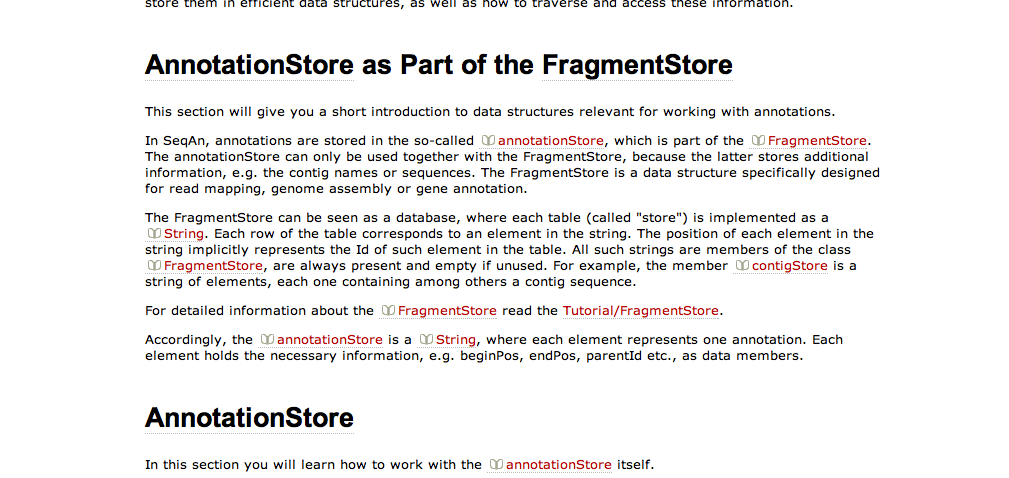 store them in efficient data structures, as well as how to traverse and access these information.
AnnotationStore as Part of the FragmentStore
This section will give you a short introduction to data structures relevant for working with annotations.
In SeqAn, annotations are stored in the so-called annotationStore, which is part of the FragmentStore.
The annotationStore can only be used together with the FragmentStore, because the latter stores additional
information, e.g. the contig names or sequences. The FragmentStore is a data structure specifically designed
for read mapping, genome assembly or gene annotation.
The FragmentStore can be seen as a database, where each table (called "store") is implemented as a
String. Each row of the table corresponds to an element in the string. The position of each element in the
string implicitly represents the Id of such element in the table. All such strings are members of the class
FragmentStore, are always present and empty if unused. For example, the member contigStore is a
string of elements, each one containing among others a contig sequence.
For detailed information about the FragmentStore read the Tutorial/FragmentStore.
Accordingly, the annotationStore is a String, where each element represents one annotation. Each
element holds the necessary information, e.g. beginPos, endPos, parentId etc., as data members.
AnnotationStore
In this section you will learn how to work with the annotationStore itself.